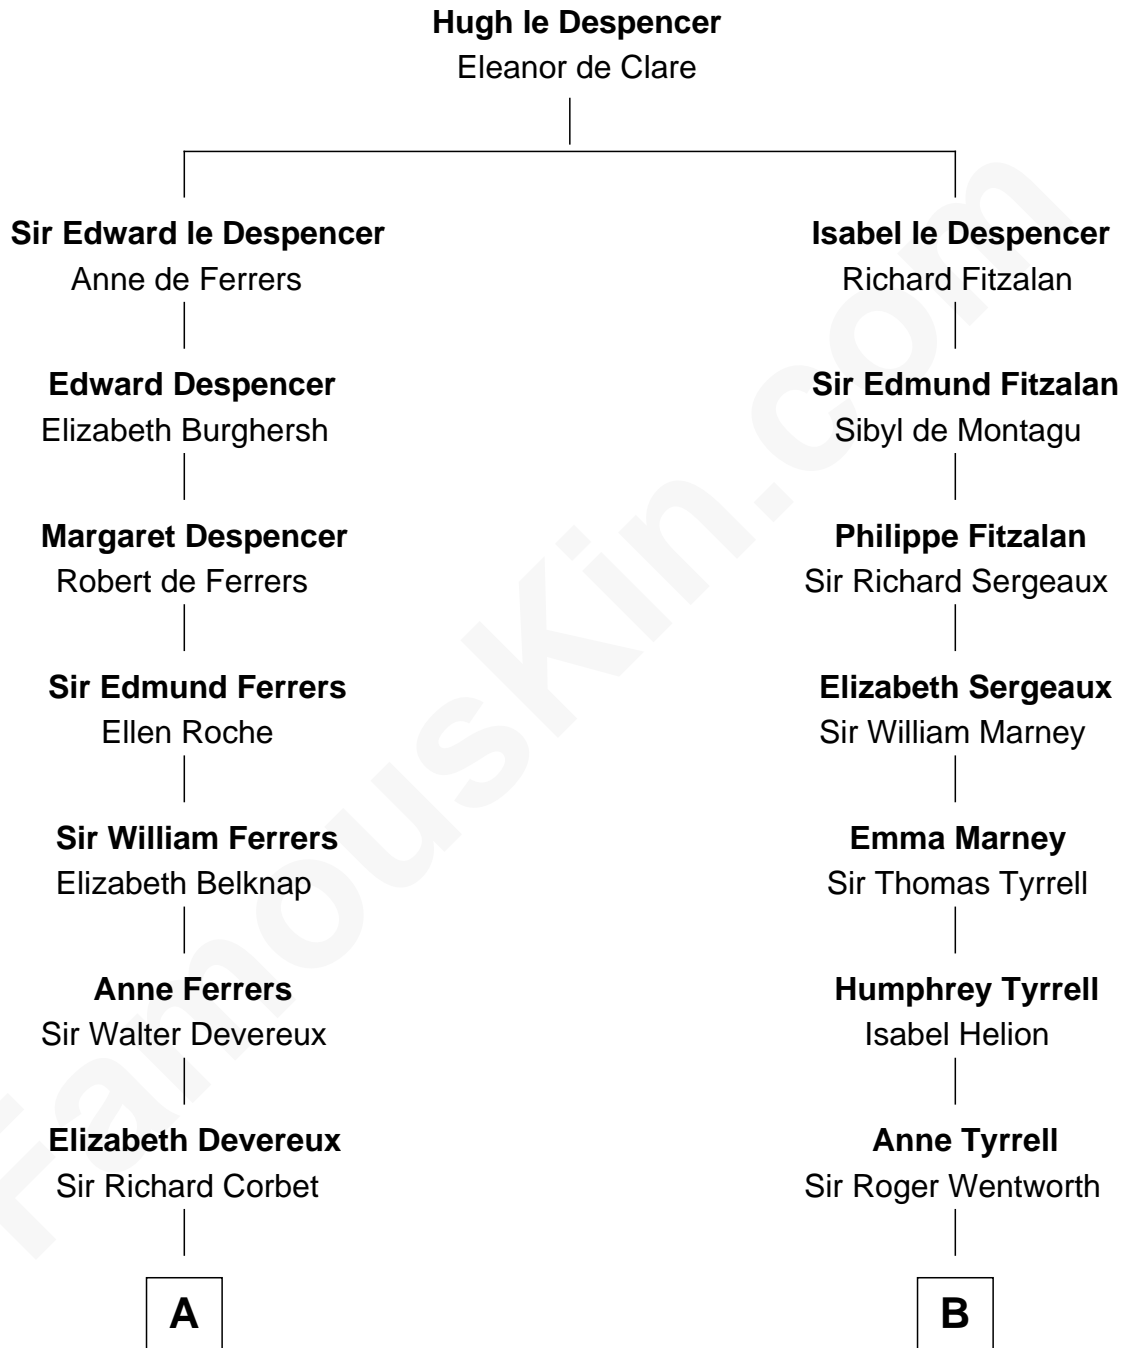 Hugh le Despencer
Eleanor de Clare
Sir Edward le Despencer
Anne de Ferrers
Isabel le Despencer
Richard Fitzalan
Edward Despencer
Elizabeth Burghersh
Sir Edmund Fitzalan
Sibyl de Montagu
Margaret Despencer
Robert de Ferrers
Philippe Fitzalan
Sir Richard Sergeaux
Sir Edmund Ferrers
Ellen Roche
Elizabeth Sergeaux
Sir William Marney
Sir William Ferrers
Elizabeth Belknap
Emma Marney
Sir Thomas Tyrrell
Anne Ferrers
Sir Walter Devereux
Humphrey Tyrrell
Isabel Helion
Elizabeth Devereux
Sir Richard Corbet
Anne Tyrrell
Sir Roger Wentworth
A
B
FamousKin.com